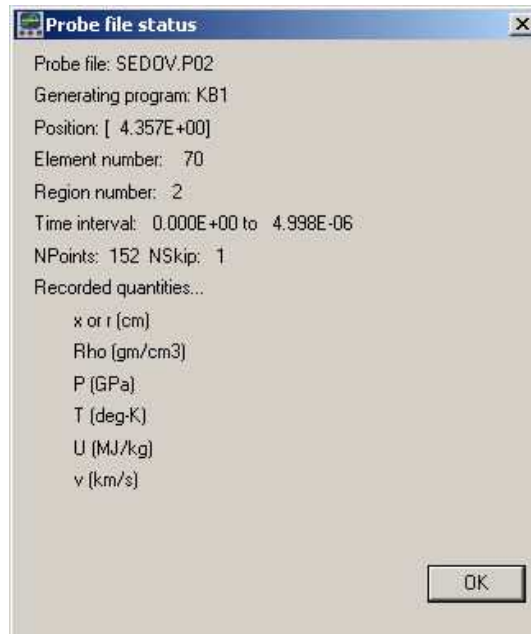 Probe file status
Probe file: SEDOV.P02
Generating program: KB1
Position: [ 4.357E+00]
Element number: 70
Region number: 2
Time interval: 0.000E+00 to 4.998E-06
NPoints: 152 NSkip: 1
Recorded quantities...
x or r (cm)
Rho (gm/cm3)
P (GPa)
T (deg-K)
U (MJ/kg)
v (km/s)
OK